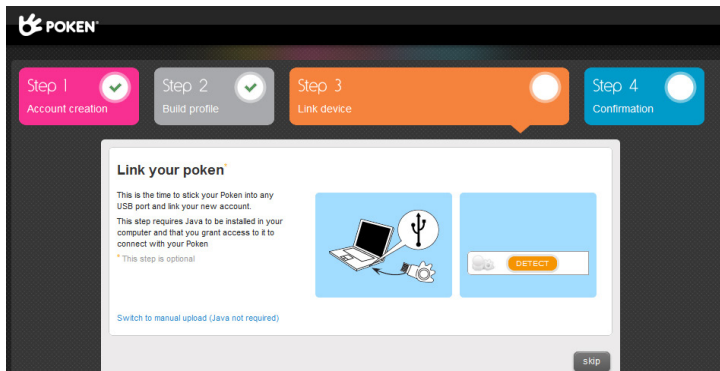 POKEN
Step 1
Account creation
Step 2
Build profile
Step 3
Link device
Step 4
Confirmation
Link your poken*
This is the time to stick your Poken into any
USB port and link your new account.
This step requires Java to be installed in your
computer and that you grant access to it to
connect with your Poken
* This step is optional
DETECT
Switch to manual upload (Java not required)
skip